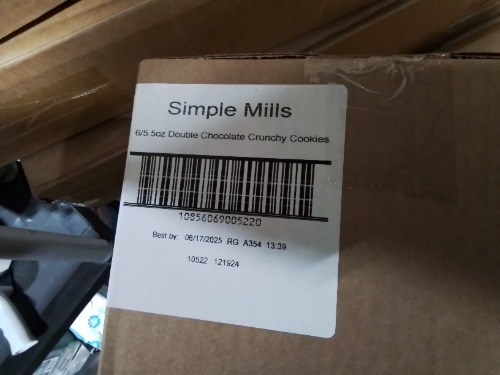 Simple Mills
6/5.5oz Double Chocolate Crunchy Cookies
10856069005220
Best by: 06/17/2025 RG A354 13:39
10522 121924